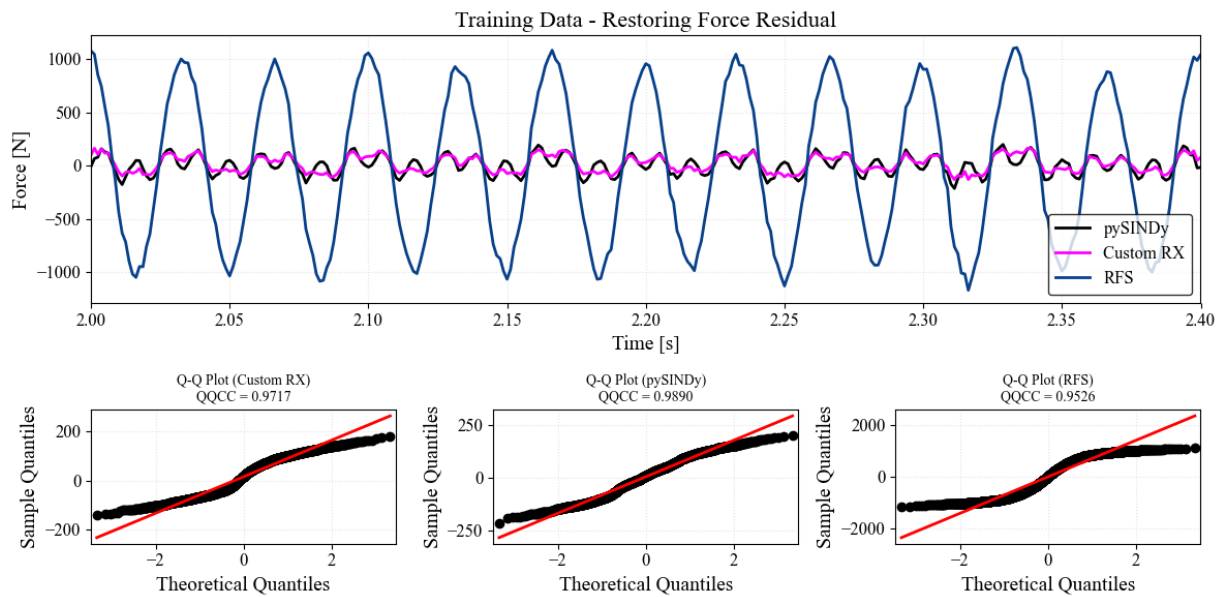 Training Data - Restoring Force Residual
1000
500
0
−500
−1000
Force [N]
pySINDy
Custom RX
RFS
2.00 2.05 2.10 2.15 2.20 2.25 2.30 2.35 2.40
Time [s]
Q-Q Plot (Custom RX)
QQCC = 0.9717
200
0
−200
Sample Quantiles
−2 0 2
Theoretical Quantiles
Q-Q Plot (pySINDy)
QQCC = 0.9890
250
0
−250
Sample Quantiles
−2 0 2
Theoretical Quantiles
Q-Q Plot (RFS)
QQCC = 0.9526
2000
0
−2000
Sample Quantiles
−2 0 2
Theoretical Quantiles